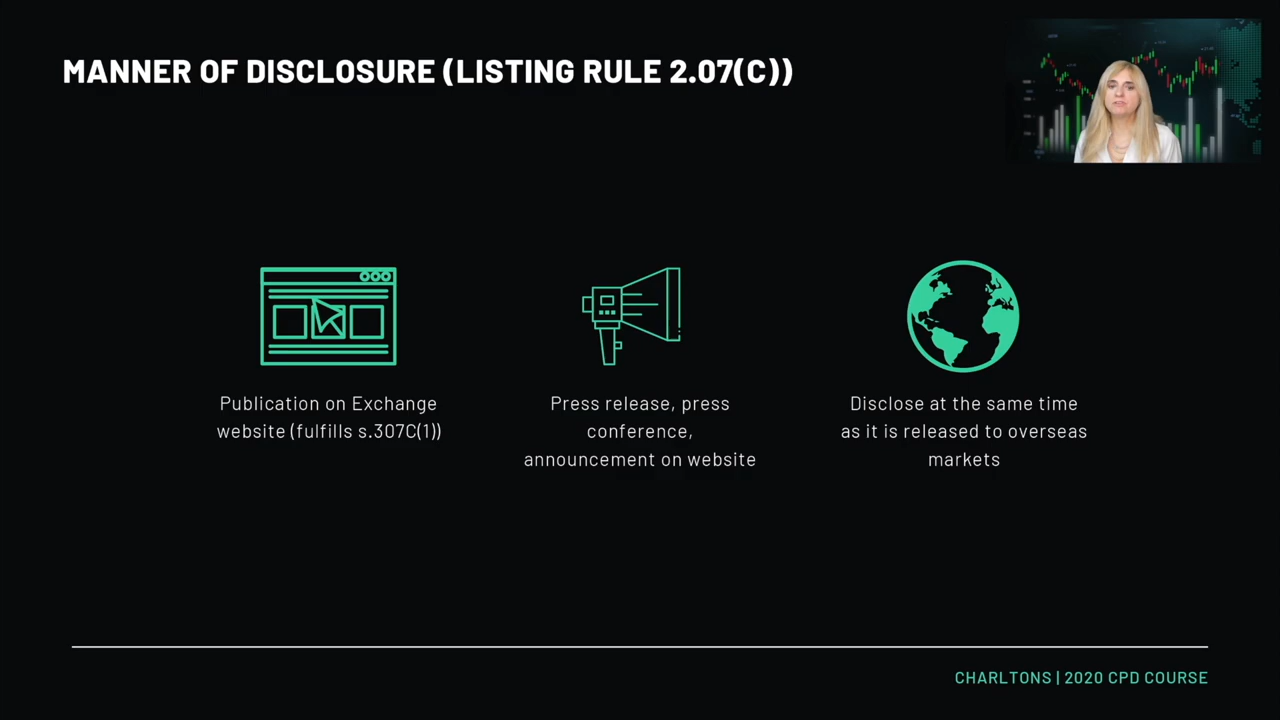 MANNER OF DISCLOSURE (LISTING RULE 2.07(C))
Publication on Exchange
website (fulfills s.307C(1))
Press release, press
conference,
announcement on website
Disclose at the same time
as it is released to overseas
markets
CHARLTONS | 2020 CPD COURSE